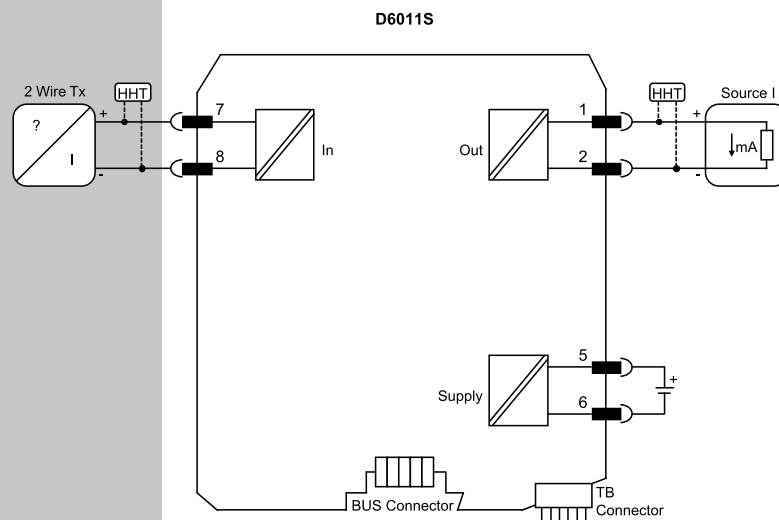 D6011S
2 Wire Tx
HHT
HHT
Source I
+
7
1
+
?
In
Out
mA
I
8
2
-
-
5
Supply
+
6
BUS Connector
TB
Connector